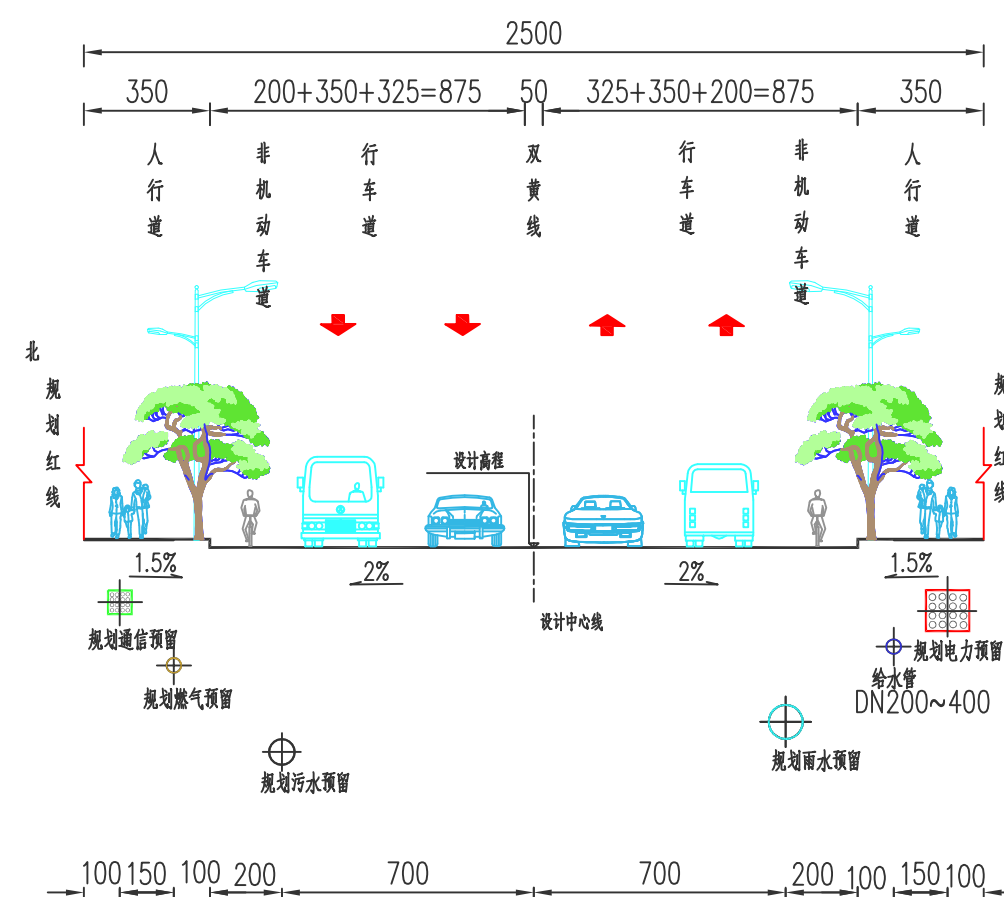 2500
350
200+350+325=875
50
325+350+200=875
350
人行道
非机动车道
行车道
双黄线
行车道
非机动车道
人行道
北
规划红线
规划红线
设计高程
1.5%
2%
2%
1.5%
设计中心线
规划通信预留
规划电力预留
规划燃气预留
给水管
DN200~400
规划污水预留
规划雨水预留
100
150
100
200
700
700
200
100
150
100